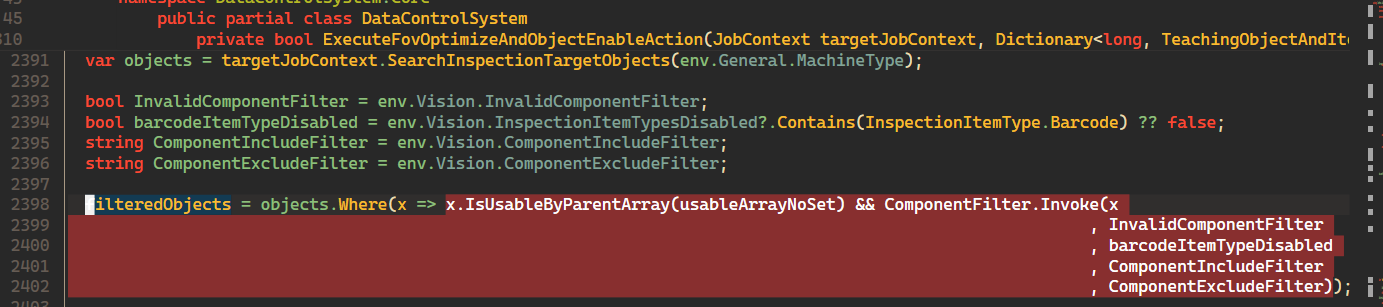 namespace DataControlSystem.Core
45 public partial class DataControlSystem
310 private bool ExecuteFovOptimizeAndObjectEnableAction(JobContext targetJobContext, Dictionary<long, TeachingObjectAndIte
2391 var objects = targetJobContext.SearchInspectionTargetObjects(env.General.MachineType);
2392
2393 bool InvalidComponentFilter = env.Vision.InvalidComponentFilter;
2394 bool barcodeItemTypeDisabled = env.Vision.InspectionItemTypesDisabled?.Contains(InspectionItemType.Barcode) ?? false;
2395 string ComponentIncludeFilter = env.Vision.ComponentIncludeFilter;
2396 string ComponentExcludeFilter = env.Vision.ComponentExcludeFilter;
2397
2398 filteredObjects = objects.Where(x => x.IsUsableByParentArray(usableArrayNoSet) && ComponentFilter.Invoke(x
2399 , InvalidComponentFilter
2400 , barcodeItemTypeDisabled
2401 , ComponentIncludeFilter
2402 , ComponentExcludeFilter));
2403